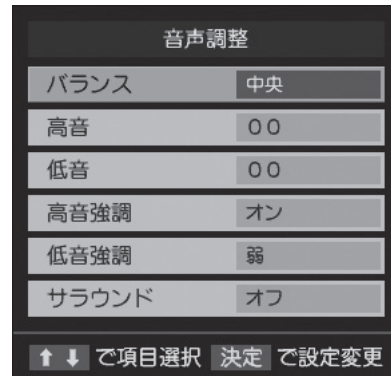 音声調整
バランス 中央
高音 00
低音 00
高音強調 オン
低音強調 弱
サラウンド オフ
⬆⬇ で項目選択 決定 で設定変更